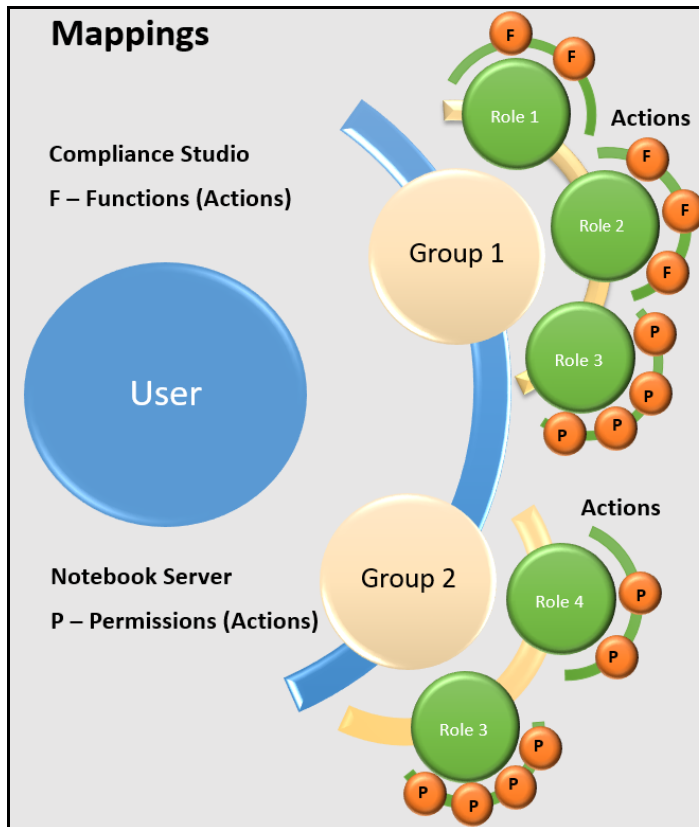 Mappings
F
F
Role 1
Actions
Compliance Studio
F – Functions (Actions)
F
F
F
Role 2
Group 1
Role 3
P
P
P
P
User
Actions
Notebook Server
P – Permissions (Actions)
Group 2
Role 4
P
P
Role 3
P
P
P
P